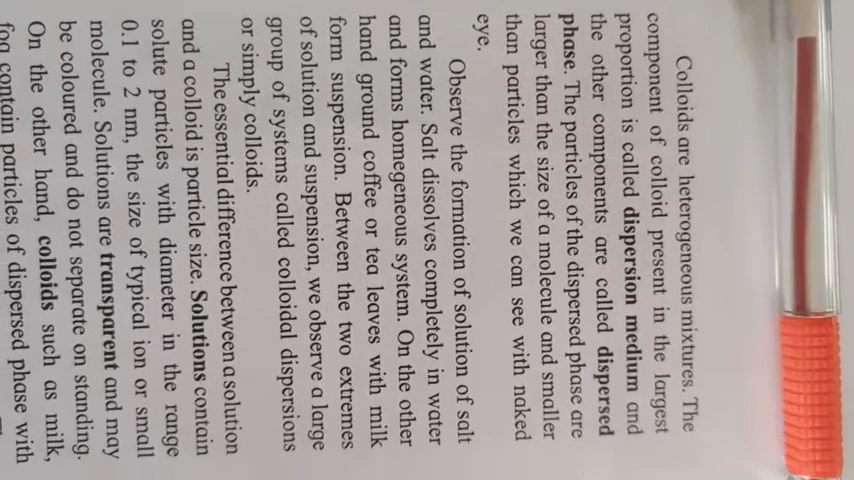 Colloids are heterogeneous mixtures. The
component of colloid present in the largest
proportion is called dispersion medium and
the other components are called dispersed
phase. The particles of the dispersed phase are
larger than the size of a molecule and smaller
than particles which we can see with naked
eye.
Observe the formation of solution of salt
and water. Salt dissolves completely in water
and forms homegeneous system. On the other
hand ground coffee or tea leaves with milk
form suspension. Between the two extremes
of solution and suspension, we observe a large
group of systems called colloidal dispersions
or simply colloids.
The essential difference between a solution
and a colloid is particle size. Solutions contain
solute particles with diameter in the range
0.1 to 2 nm, the size of typical ion or small
molecule. Solutions are transparent and may
be coloured and do not separate on standing.
On the other hand, colloids such as milk,
fog contain particles of dispersed phase with